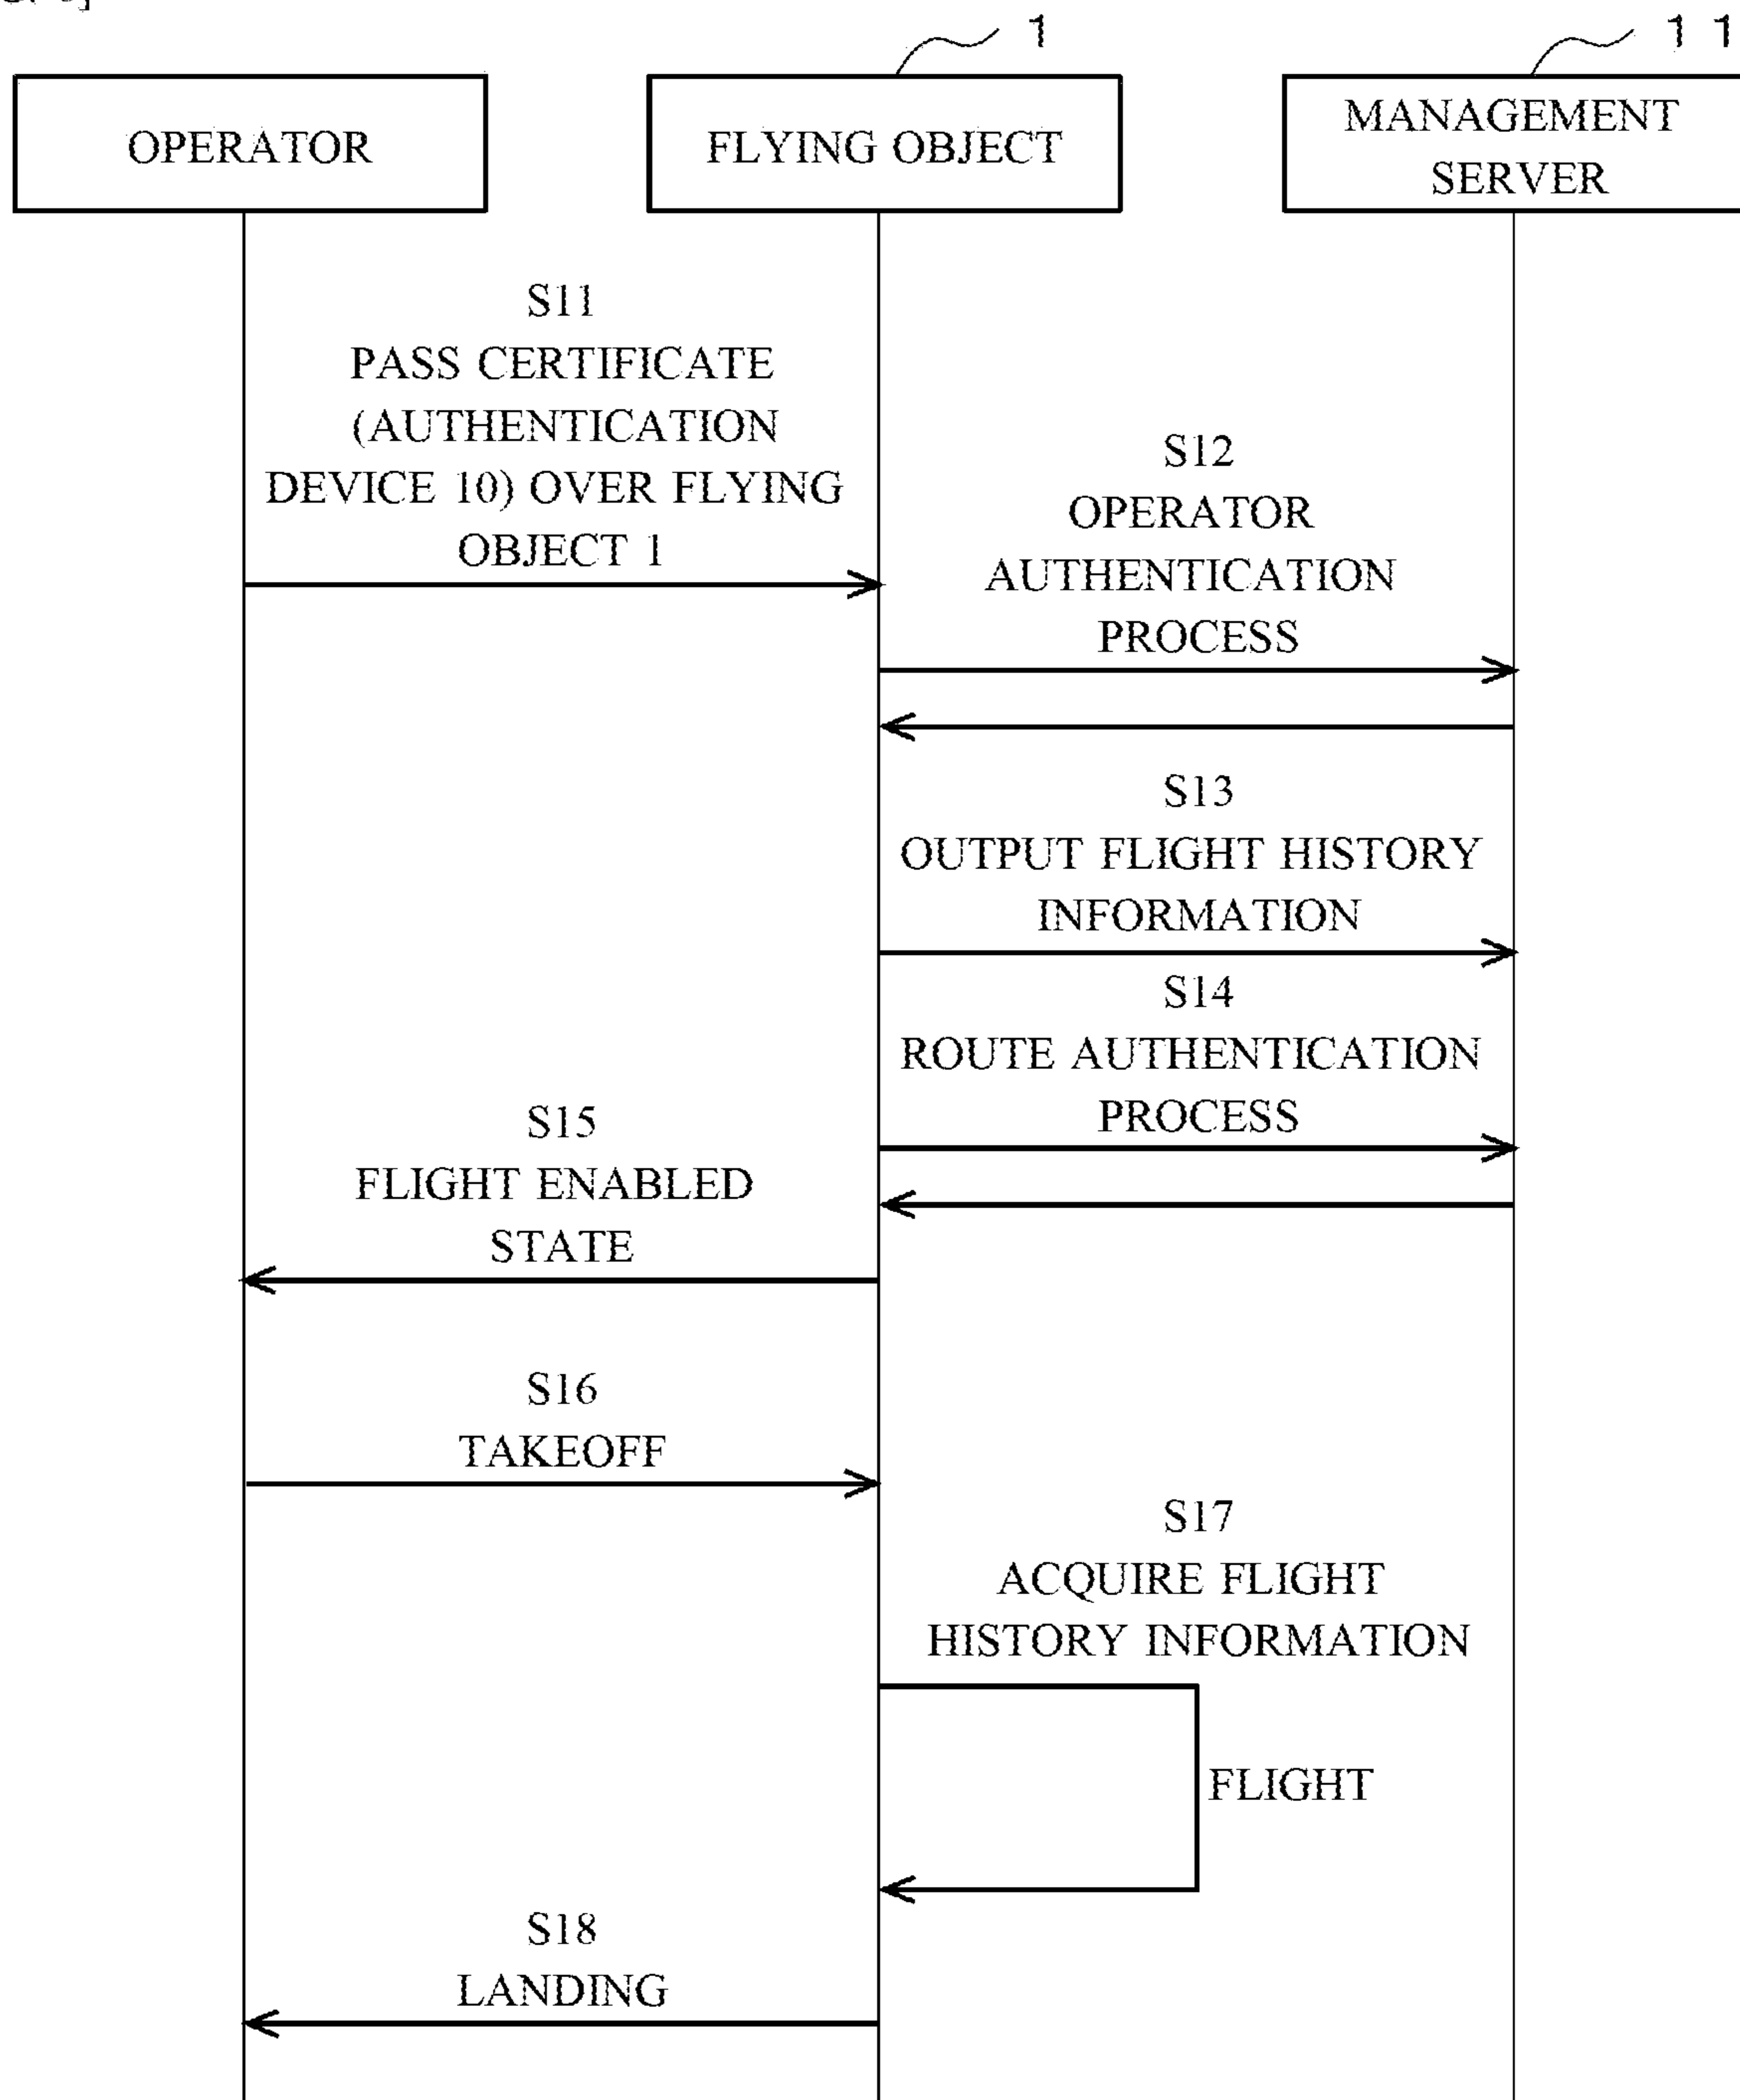 1
1 1
OPERATOR
FLYING OBJECT
MANAGEMENT
SERVER
S11
PASS CERTIFICATE
(AUTHENTICATION
DEVICE 10) OVER FLYING
OBJECT 1
S12
OPERATOR
AUTHENTICATION
PROCESS
S13
OUTPUT FLIGHT HISTORY
INFORMATION
S14
ROUTE AUTHENTICATION
PROCESS
S15
FLIGHT ENABLED
STATE
S16
TAKEOFF
S17
ACQUIRE FLIGHT
HISTORY INFORMATION
FLIGHT
S18
LANDING